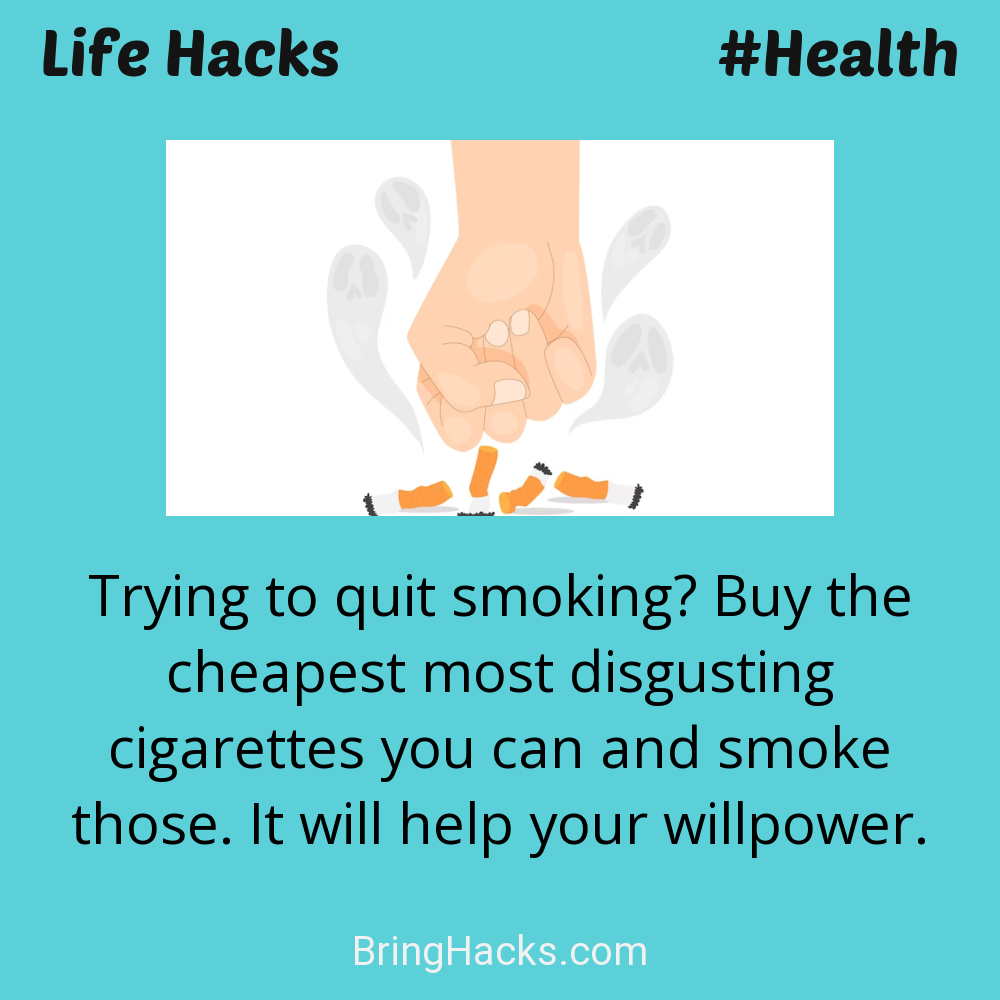 Life Hacks
#Health
Trying to quit smoking? Buy the
cheapest most disgusting
cigarettes you can and smoke
those. It will help your willpower.
BringHacks.com